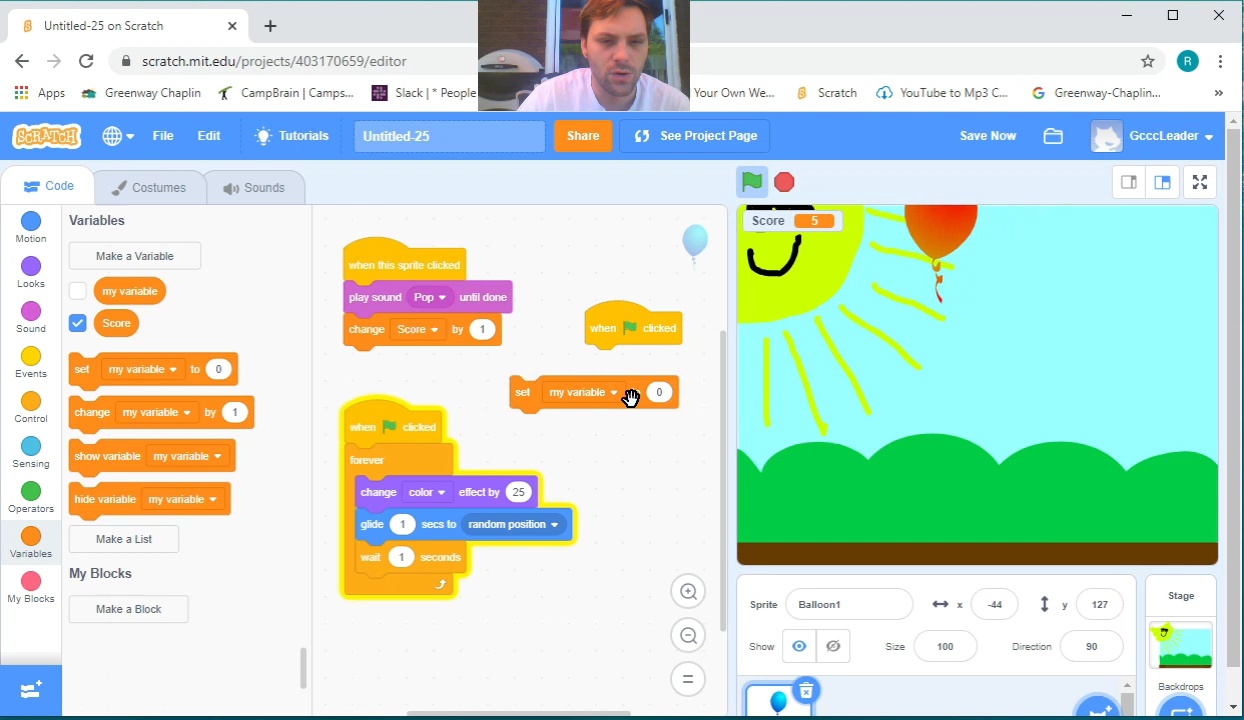 Untitled-25 on Scratch
scratch.mit.edu/projects/403170659/editor
R
Apps Greenway Chaplin CampBrain | Camps... Slack | * People Your Own We... Scratch YouTube to Mp3 C... Greenway-Chaplin... »
SCRATCH File Edit Tutorials Untitled-25 Share See Project Page Save Now GcccLeader
Code Costumes Sounds
Motion
Looks
Sound
Events
Control
Sensing
Operators
Variables
My Blocks
Variables
Make a Variable
my variable
Score
set my variable to 0
change my variable by 1
show variable my variable
hide variable my variable
Make a List
My Blocks
Make a Block
when this sprite clicked
play sound Pop until done
change Score by 1
when clicked
set my variable 0
when clicked
forever
change color effect by 25
glide 1 secs to random position
wait 1 seconds
Score 5
Sprite Balloon1 x -44 y 127
Show Size 100 Direction 90
Stage
Backdrops